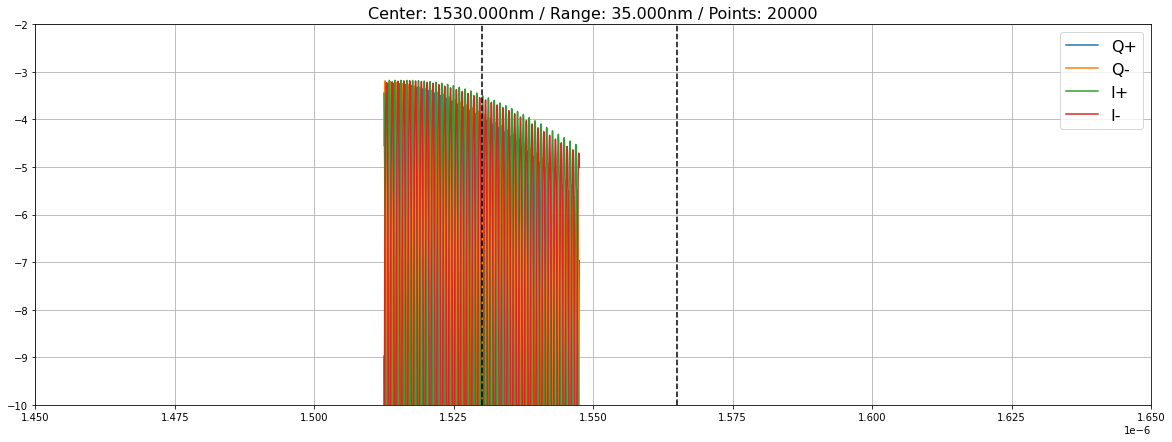 Center: 1530.000nm / Range: 35.000nm / Points: 20000
−2
−3
−4
−5
−6
−7
−8
−9
−10
Q+
Q-
I+
I-
1.450 1.475 1.500 1.525 1.550 1.575 1.600 1.625 1.650
1e−6